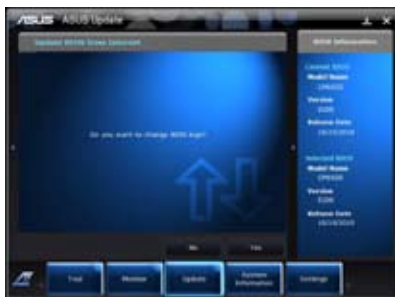 ASUS ASUS Update
Update BIOS from Internet
BIOS Information
Current BIOS
Model Name
Version
Release Date
Do you want to change BIOS logo?
Selected BIOS
Model Name
Version
Release Date
No
Yes
Tool
Monitor
Update
System Information
Settings